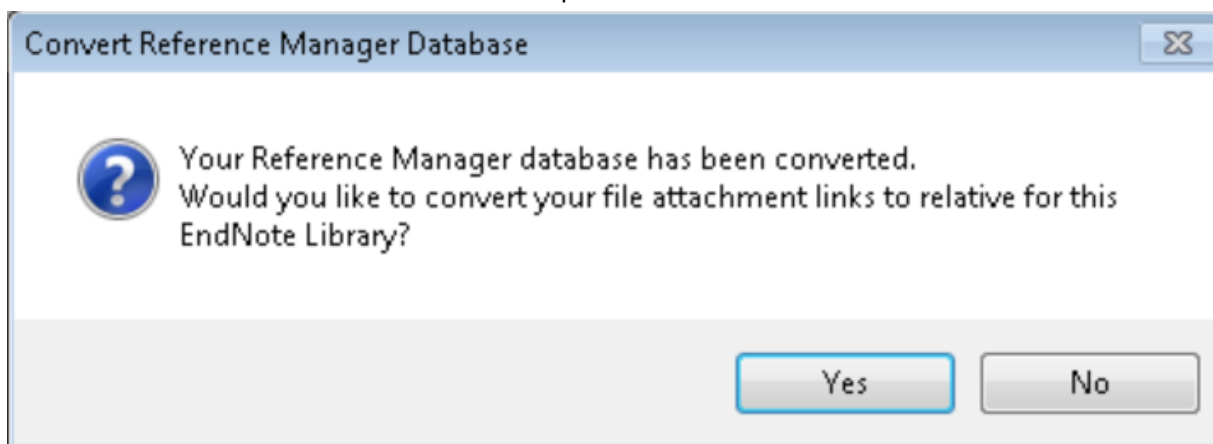 Convert Reference Manager Database
Your Reference Manager database has been converted.
Would you like to convert your file attachment links to relative for this
EndNote Library?
Yes
No